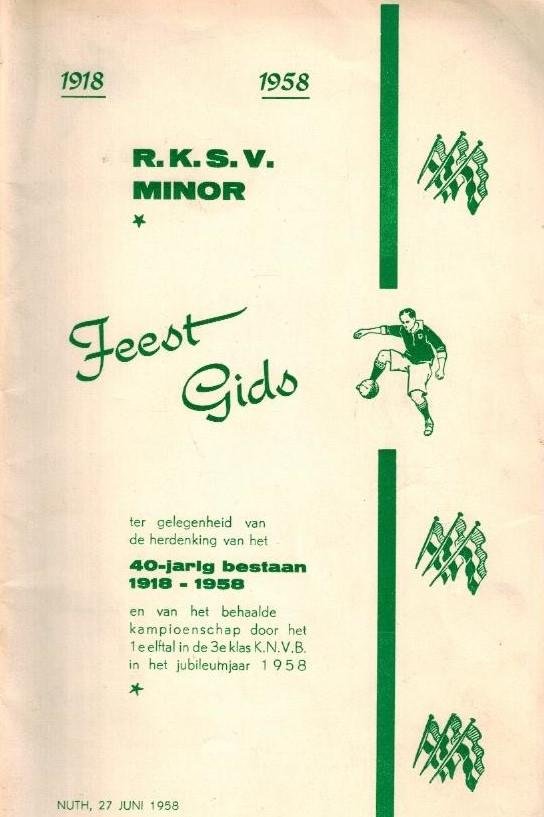 1918 1958
R.K.S.V.
MINOR
Feest
Gids
ter gelegenheid van
de herdenking van het
40-jarig bestaan
1918 - 1958
en van het behaalde
kampioenschap door het
1e elftal in de 3e klas K.N.V.B.
in het jubileumjaar 1958
NUTH, 27 JUNI 1958